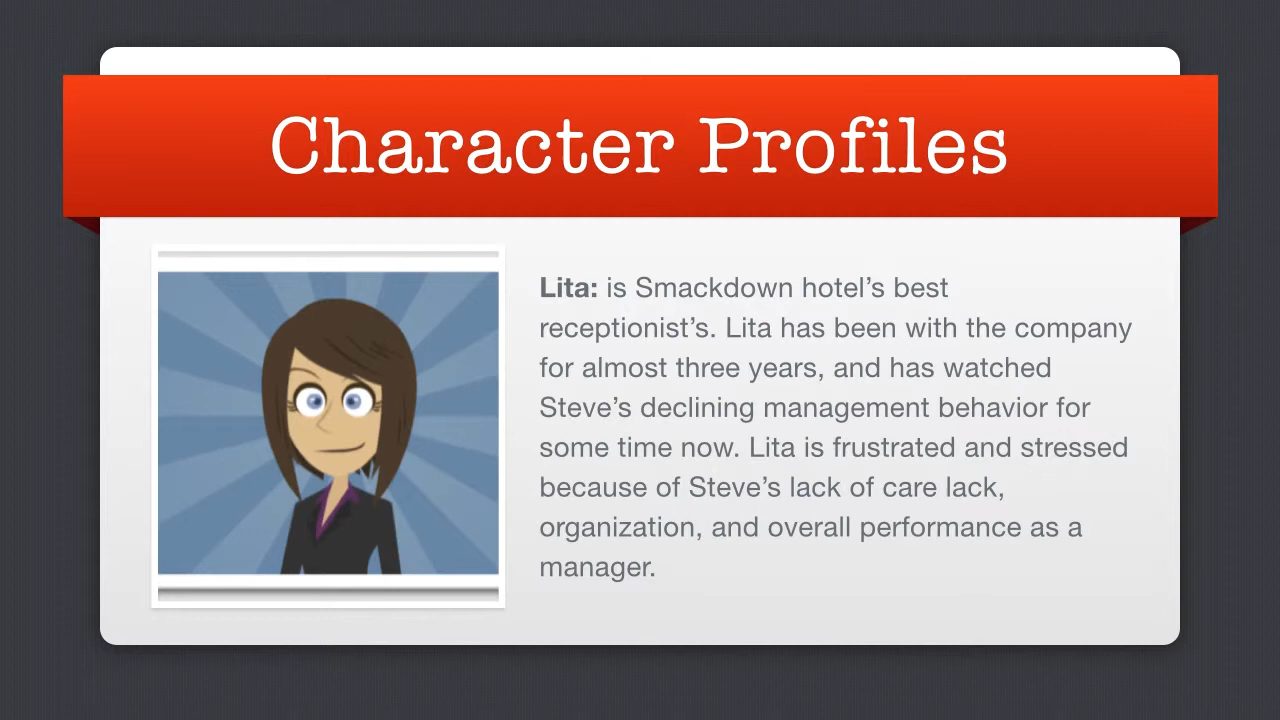 Character Profiles
Lita: is Smackdown hotel’s best
receptionist’s. Lita has been with the company
for almost three years, and has watched
Steve’s declining management behavior for
some time now. Lita is frustrated and stressed
because of Steve’s lack of care lack,
organization, and overall performance as a
manager.